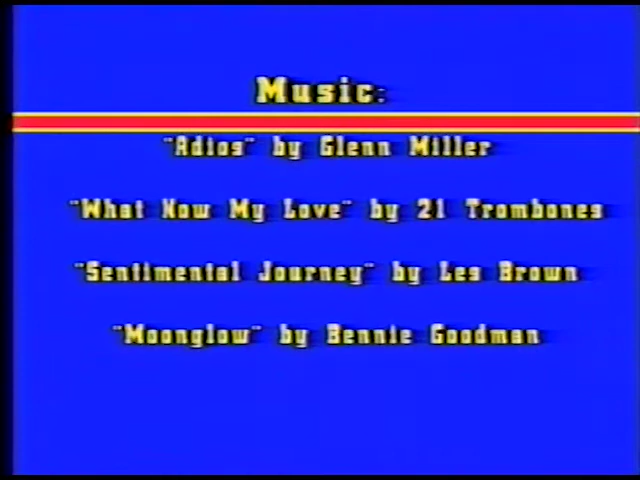 Music:
"Adios" by Glenn Miller
"What Now My Love" by 21 Trombones
"Sentimental Journey" by Les Brown
"Moonglow" by Bennie Goodman